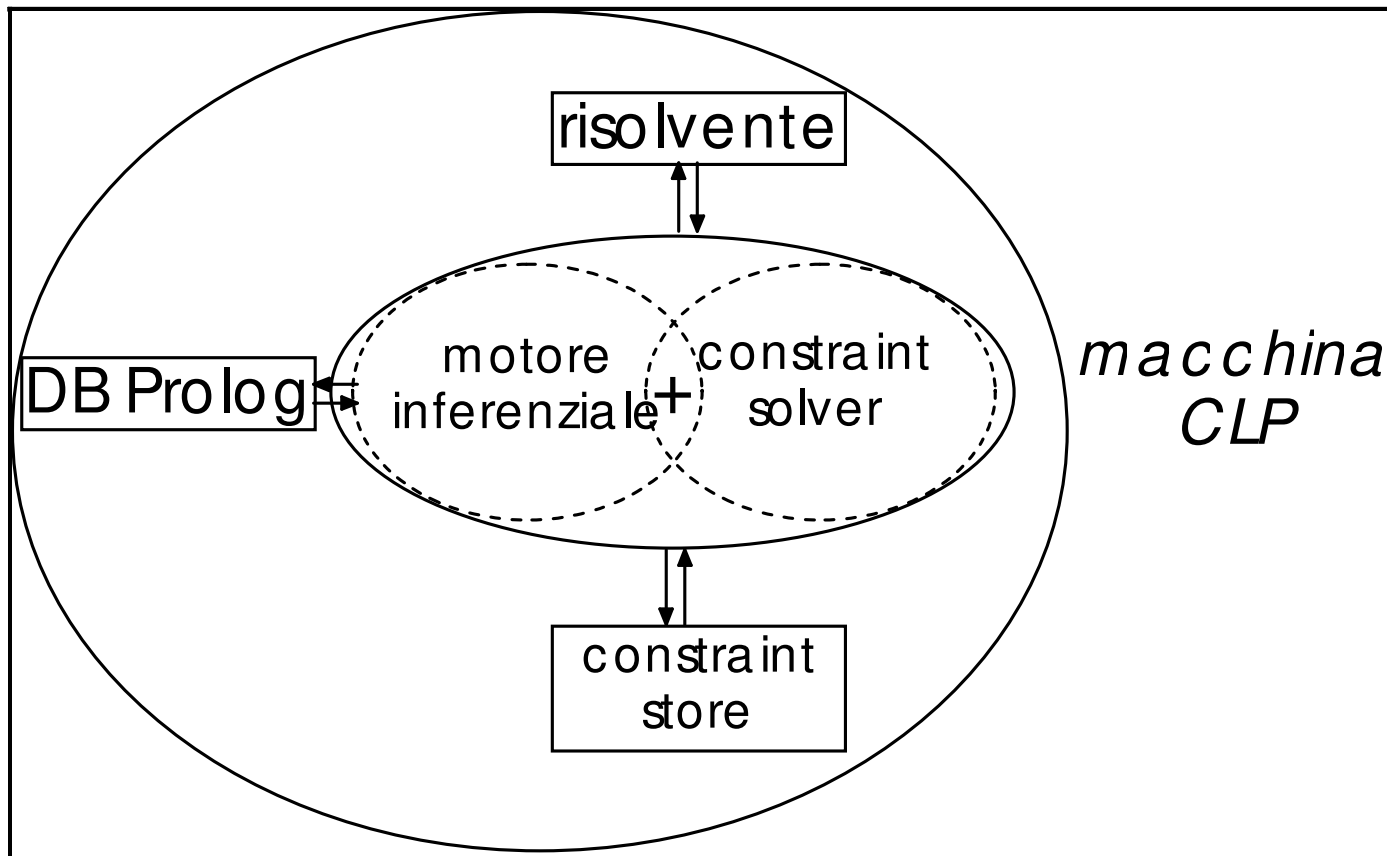 risolvente
motore
inferenziale
+
constraint
solver
DB Prolog
macchina
CLP
constraint
store